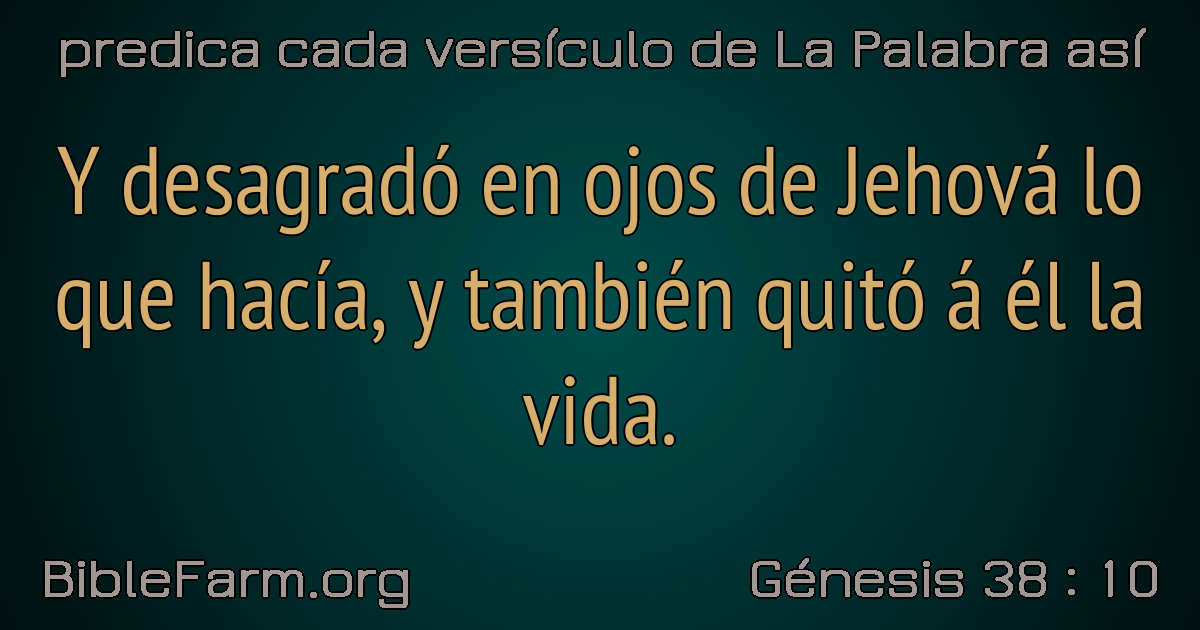 predica cada versículo de La Palabra así
Y desagradó en ojos de Jehová lo
que hacía, y también quitó á él la
vida.
BibleFarm.org
Génesis 38 : 10